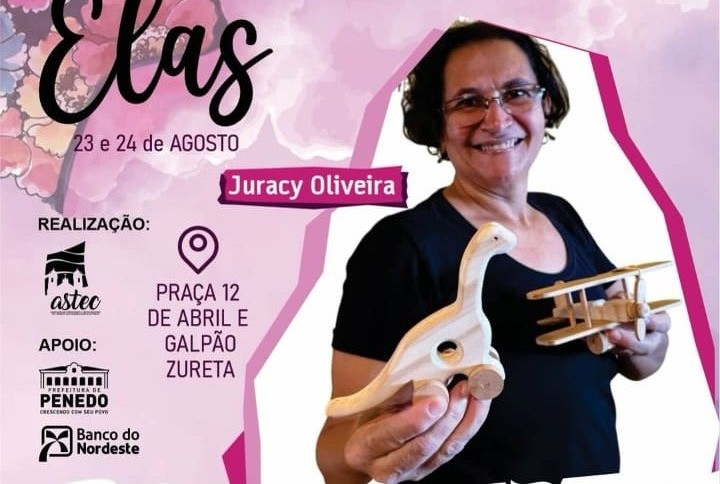 Elas
23 e 24 de AGOSTO
Juracy Oliveira
REALIZAÇÃO:
astec
PRAÇA 12
DE ABRIL E
GALPÃO
ZURETA
APOIO:
PREFEITURA DE
PENEDO
CRESCENDO COM SEU POVO
Banco do
Nordeste